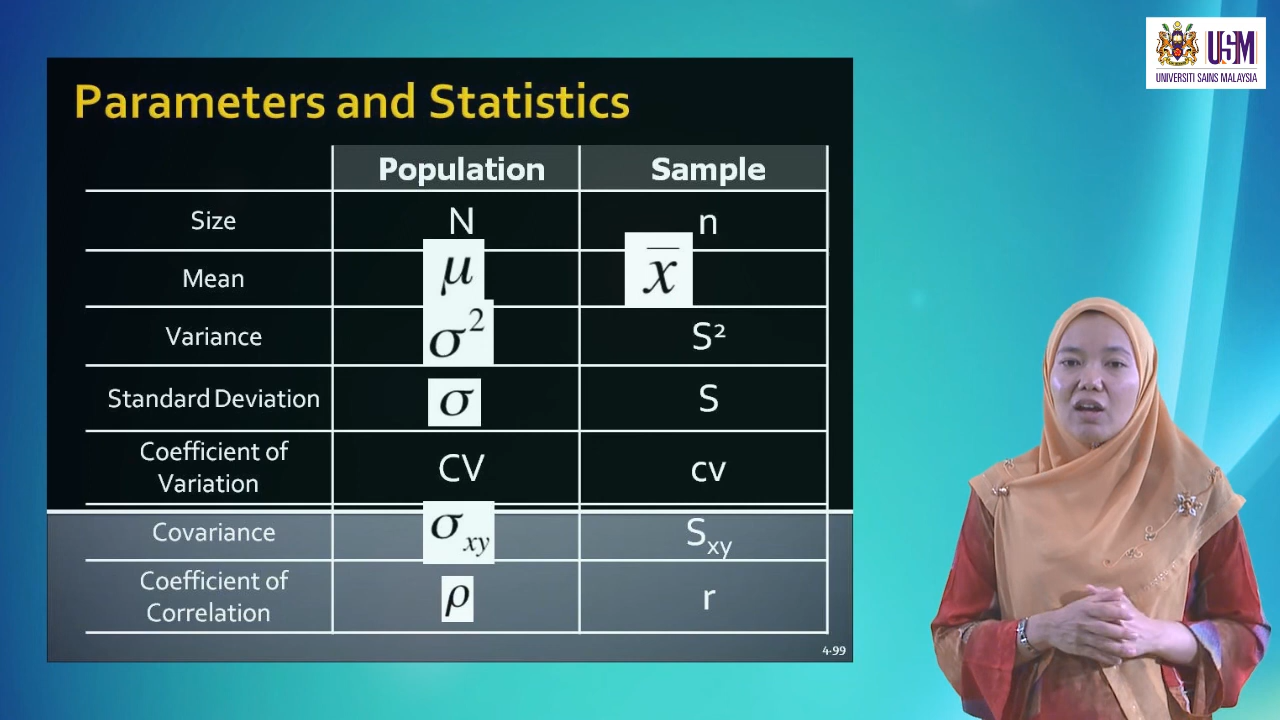 USM
UNIVERSITI SAINS MALAYSIA
Parameters and Statistics
Population Sample
Size N n
Mean μ x̅
Variance σ² S²
Standard Deviation σ S
Coefficient of
Variation CV cv
Covariance σxy Sxy
Coefficient of
Correlation ρ r
4-99